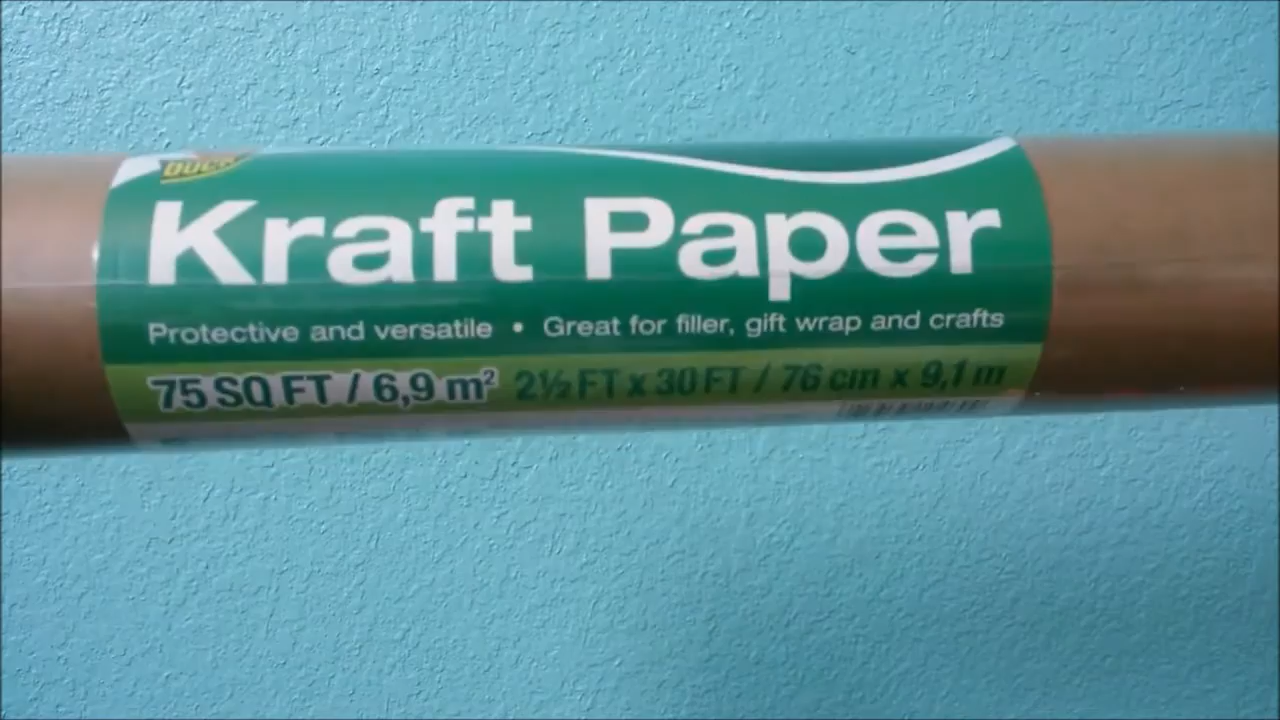 Duck
Kraft Paper
Protective and versatile • Great for filler, gift wrap and crafts
75 SQ FT / 6,9 m² 2½ FT x 30 FT / 76 cm x 9,1 m